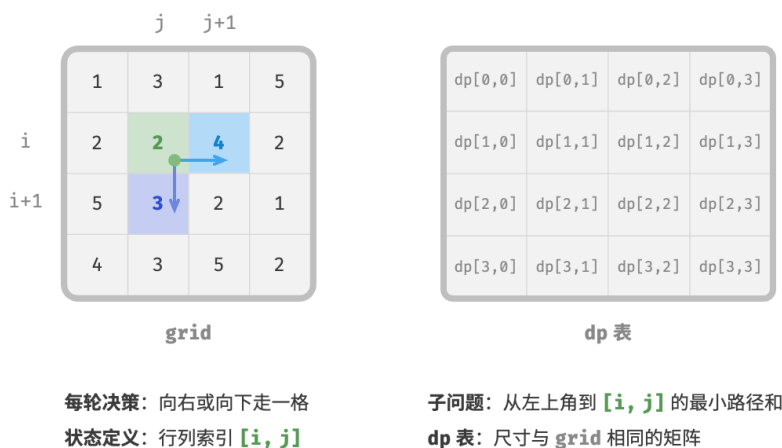 j j+1
1 3 1 5
i 2 2 4 2
i+1 5 3 2 1
4 3 5 2
grid
每轮决策：向右或向下走一格
状态定义：行列索引 [i, j]
dp[0,0] dp[0,1] dp[0,2] dp[0,3]
dp[1,0] dp[1,1] dp[1,2] dp[1,3]
dp[2,0] dp[2,1] dp[2,2] dp[2,3]
dp[3,0] dp[3,1] dp[3,2] dp[3,3]
dp 表
子问题：从左上角到 [i, j] 的最小路径和
dp 表：尺寸与 grid 相同的矩阵